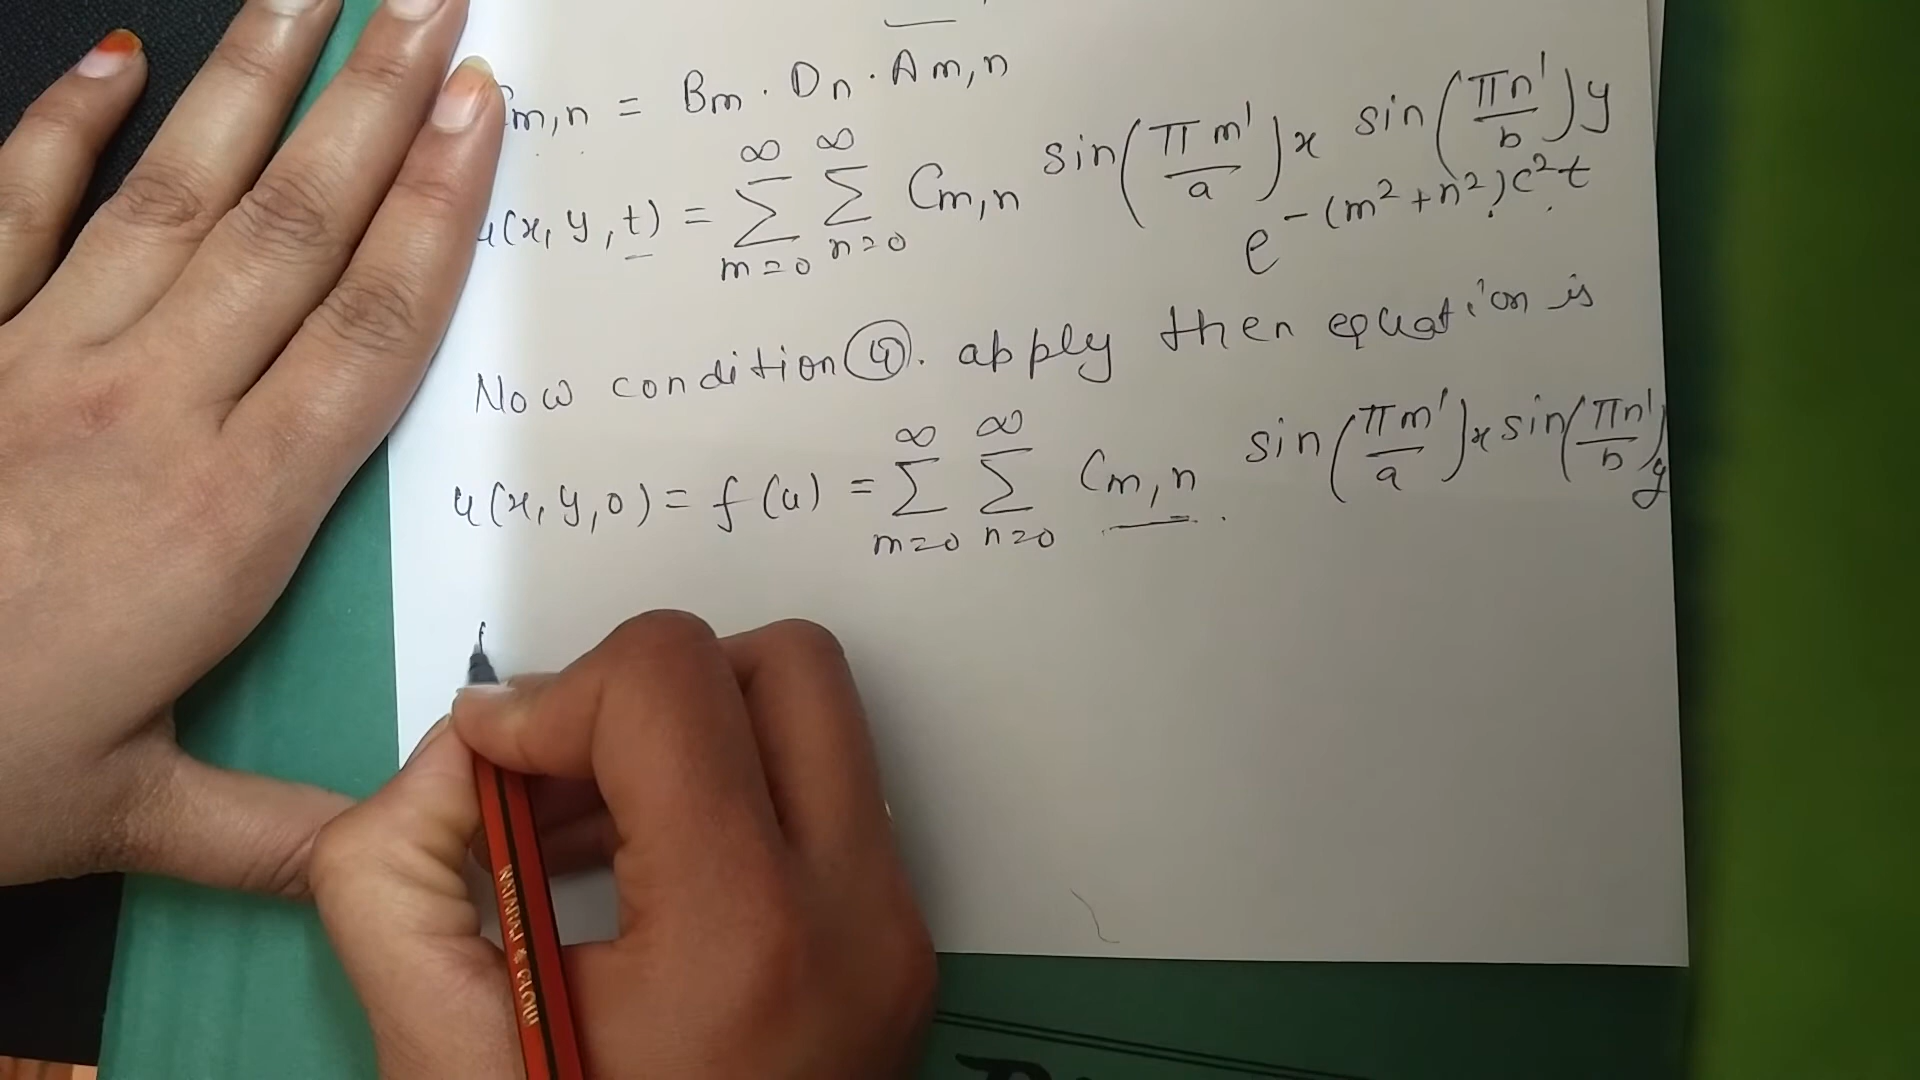 m,n = Bm · Dn · Am,n
u(x, y, t) = ∞ Σ m=0 ∞ Σ n=0 Cm,n sin(πm'/a)x sin(πn'/b)y e^-(m²+n²)c²t
Now condition ④. apply then equation is
u(x, y, 0) = f(u) = ∞ Σ m=0 ∞ Σ n=0 Cm,n sin(πm'/a)x sin(πn'/b)y
NATARAJ